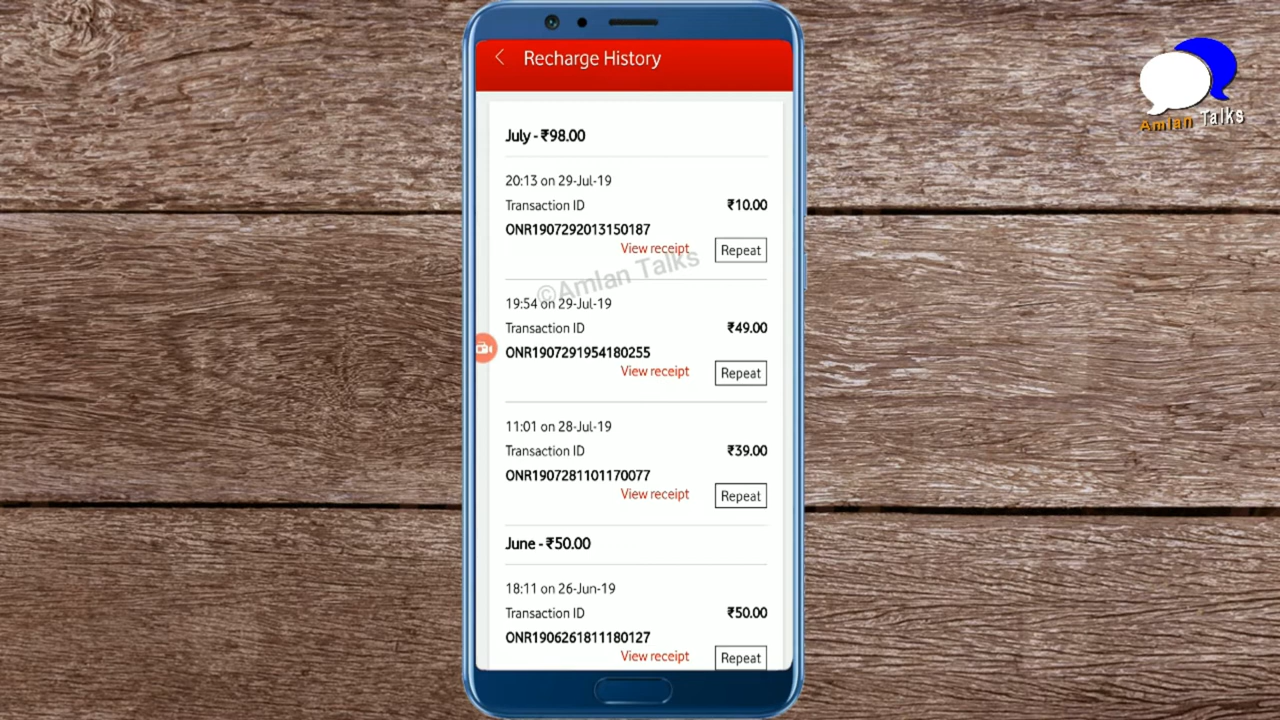 Recharge History
Amlan Talks
July - ₹98.00
20:13 on 29-Jul-19
Transaction ID ₹10.00
ONR1907292013150187
View receipt Repeat
©Amlan Talks
19:54 on 29-Jul-19
Transaction ID ₹49.00
ONR1907291954180255
View receipt Repeat
11:01 on 28-Jul-19
Transaction ID ₹39.00
ONR1907281101170077
View receipt Repeat
June - ₹50.00
18:11 on 26-Jun-19
Transaction ID ₹50.00
ONR1906261811180127
View receipt Repeat